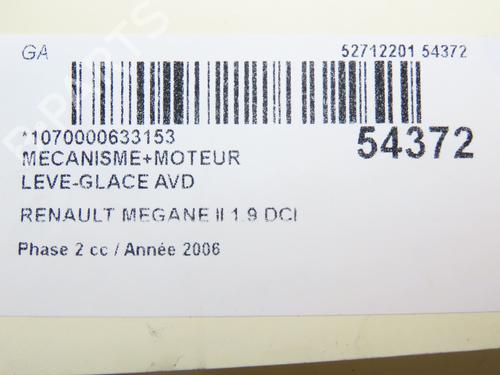 GA
52712201 54372
*1070000633153
54372
MECANISME+MOTEUR
LEVE-GLACE AVD
RENAULT MEGANE II 1.9 DCI
Phase 2 cc / Année 2006